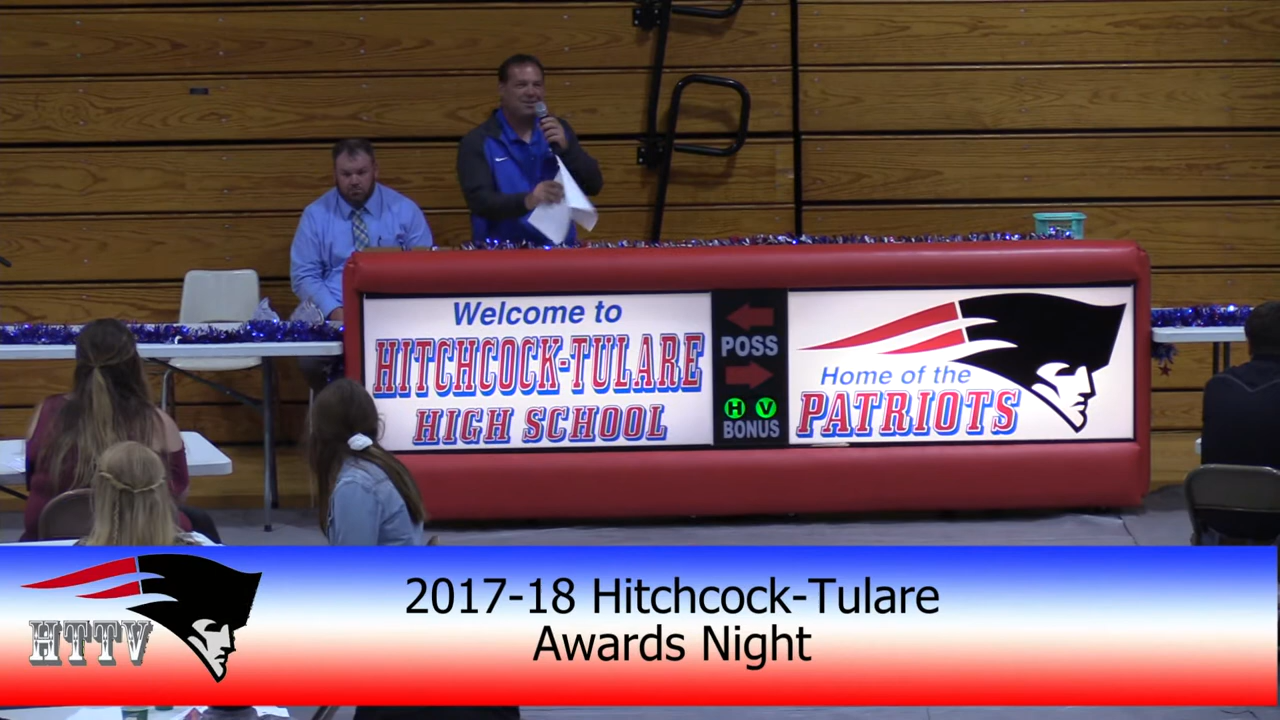 Welcome to
HITCHCOCK-TULARE
HIGH SCHOOL
POSS
H V
BONUS
Home of the
PATRIOTS
HTTV
2017-18 Hitchcock-Tulare
Awards Night